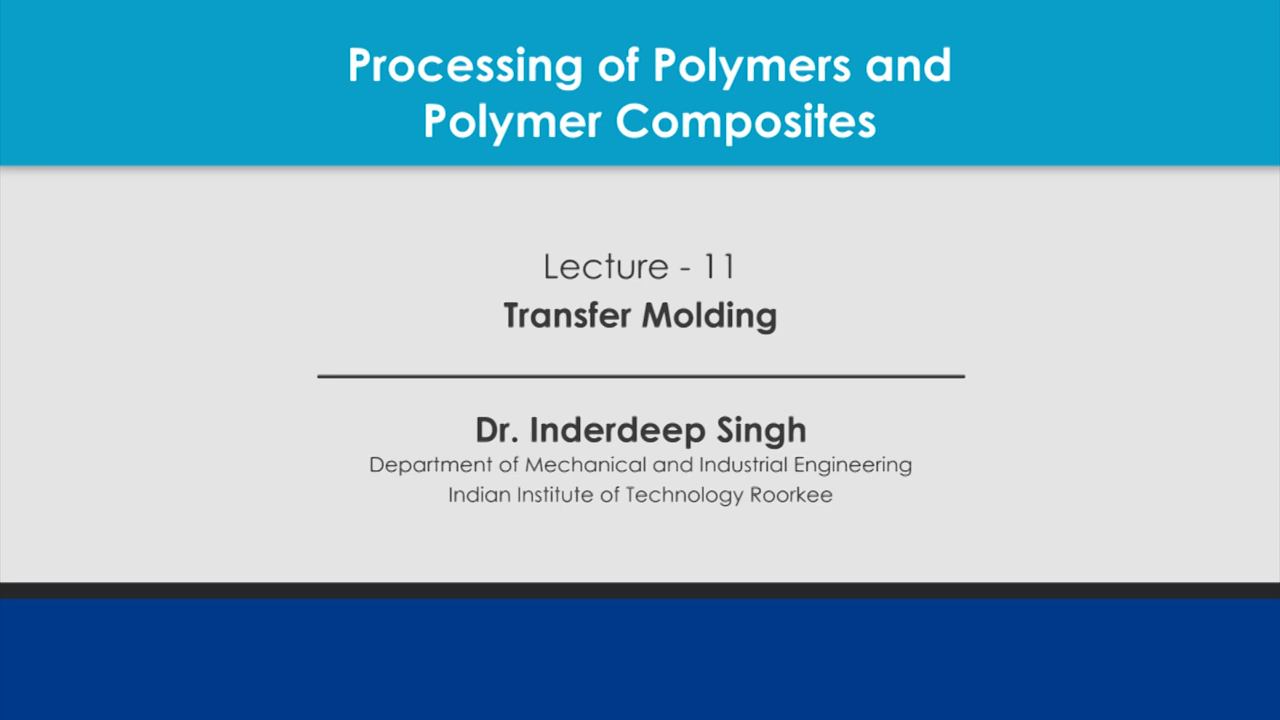 Processing of Polymers and
Polymer Composites
Lecture - 11
Transfer Molding
Dr. Inderdeep Singh
Department of Mechanical and Industrial Engineering
Indian Institute of Technology Roorkee